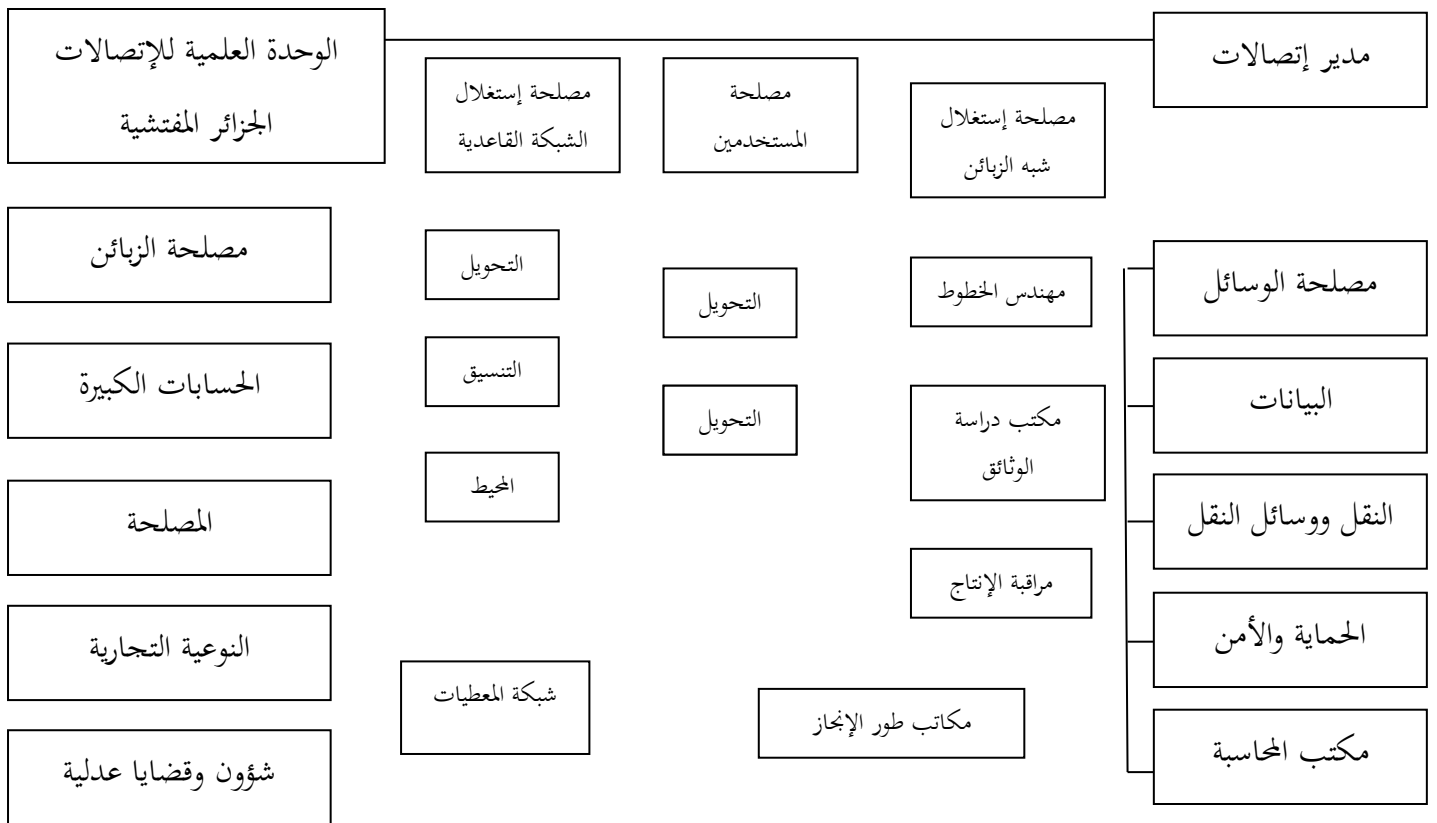 مدير إتصالات
الوحدة العلمية للإتصالات
الجزائر المفتشية
مصلحة إستغلال
شبه الزبائن
مصلحة
المستخدمين
مصلحة إستغلال
الشبكة القاعدية
مصلحة الوسائل
البيانات
النقل ووسائل النقل
الحماية والأمن
مكتب المحاسبة
مهندس الخطوط
مكتب دراسة
الوثائق
مراقبة الإنتاج
مكاتب طور الإنجاز
التحويل
التحويل
التحويل
التنسيق
المحيط
شبكة المعطيات
مصلحة الزبائن
الحسابات الكبيرة
المصلحة
النوعية التجارية
شؤون وقضايا عدلية